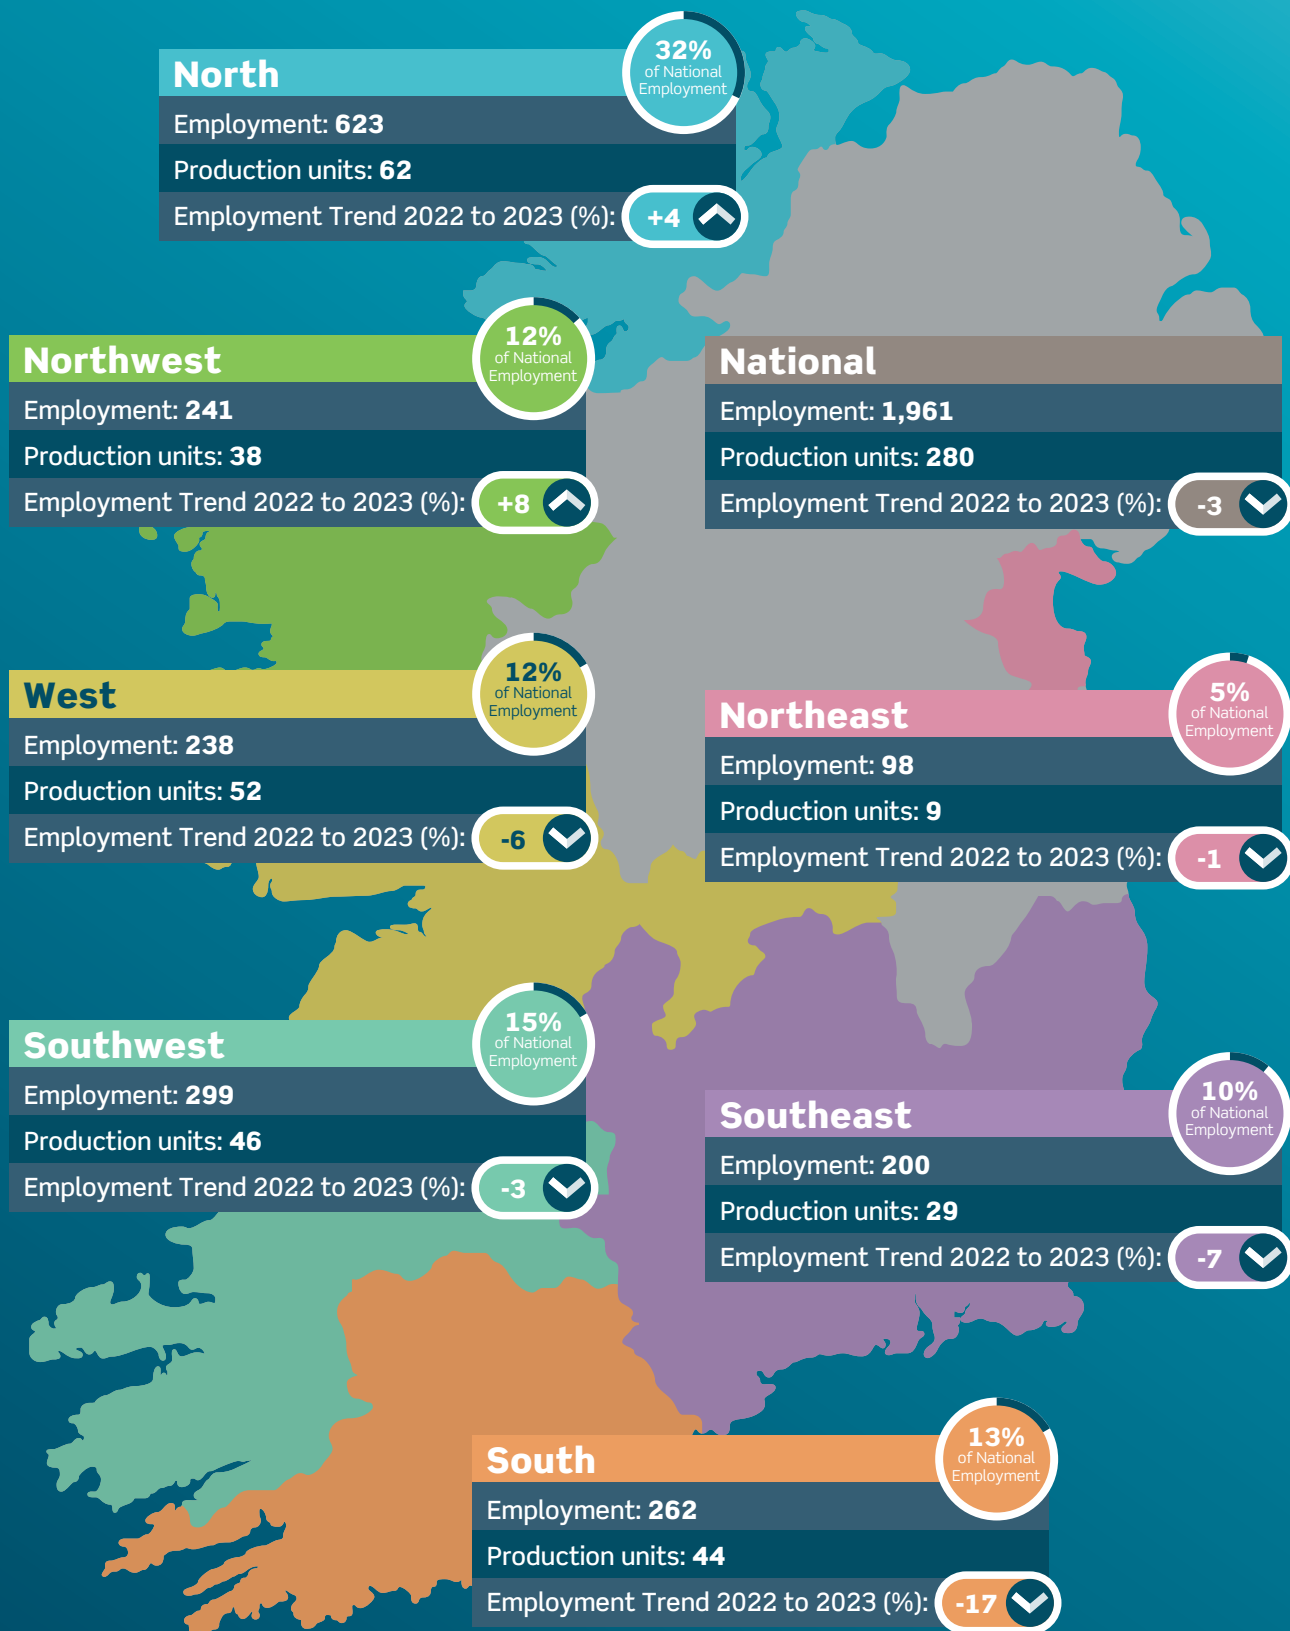 32%
of National
Employment
North
Employment: 623
Production units: 62
Employment Trend 2022 to 2023 (%): +4
12%
of National
Employment
Northwest
Employment: 241
Production units: 38
Employment Trend 2022 to 2023 (%): +8
National
Employment: 1,961
Production units: 280
Employment Trend 2022 to 2023 (%): -3
12%
of National
Employment
West
Employment: 238
Production units: 52
Employment Trend 2022 to 2023 (%): -6
5%
of National
Employment
Northeast
Employment: 98
Production units: 9
Employment Trend 2022 to 2023 (%): -1
15%
of National
Employment
Southwest
Employment: 299
Production units: 46
Employment Trend 2022 to 2023 (%): -3
10%
of National
Employment
Southeast
Employment: 200
Production units: 29
Employment Trend 2022 to 2023 (%): -7
13%
of National
Employment
South
Employment: 262
Production units: 44
Employment Trend 2022 to 2023 (%): -17